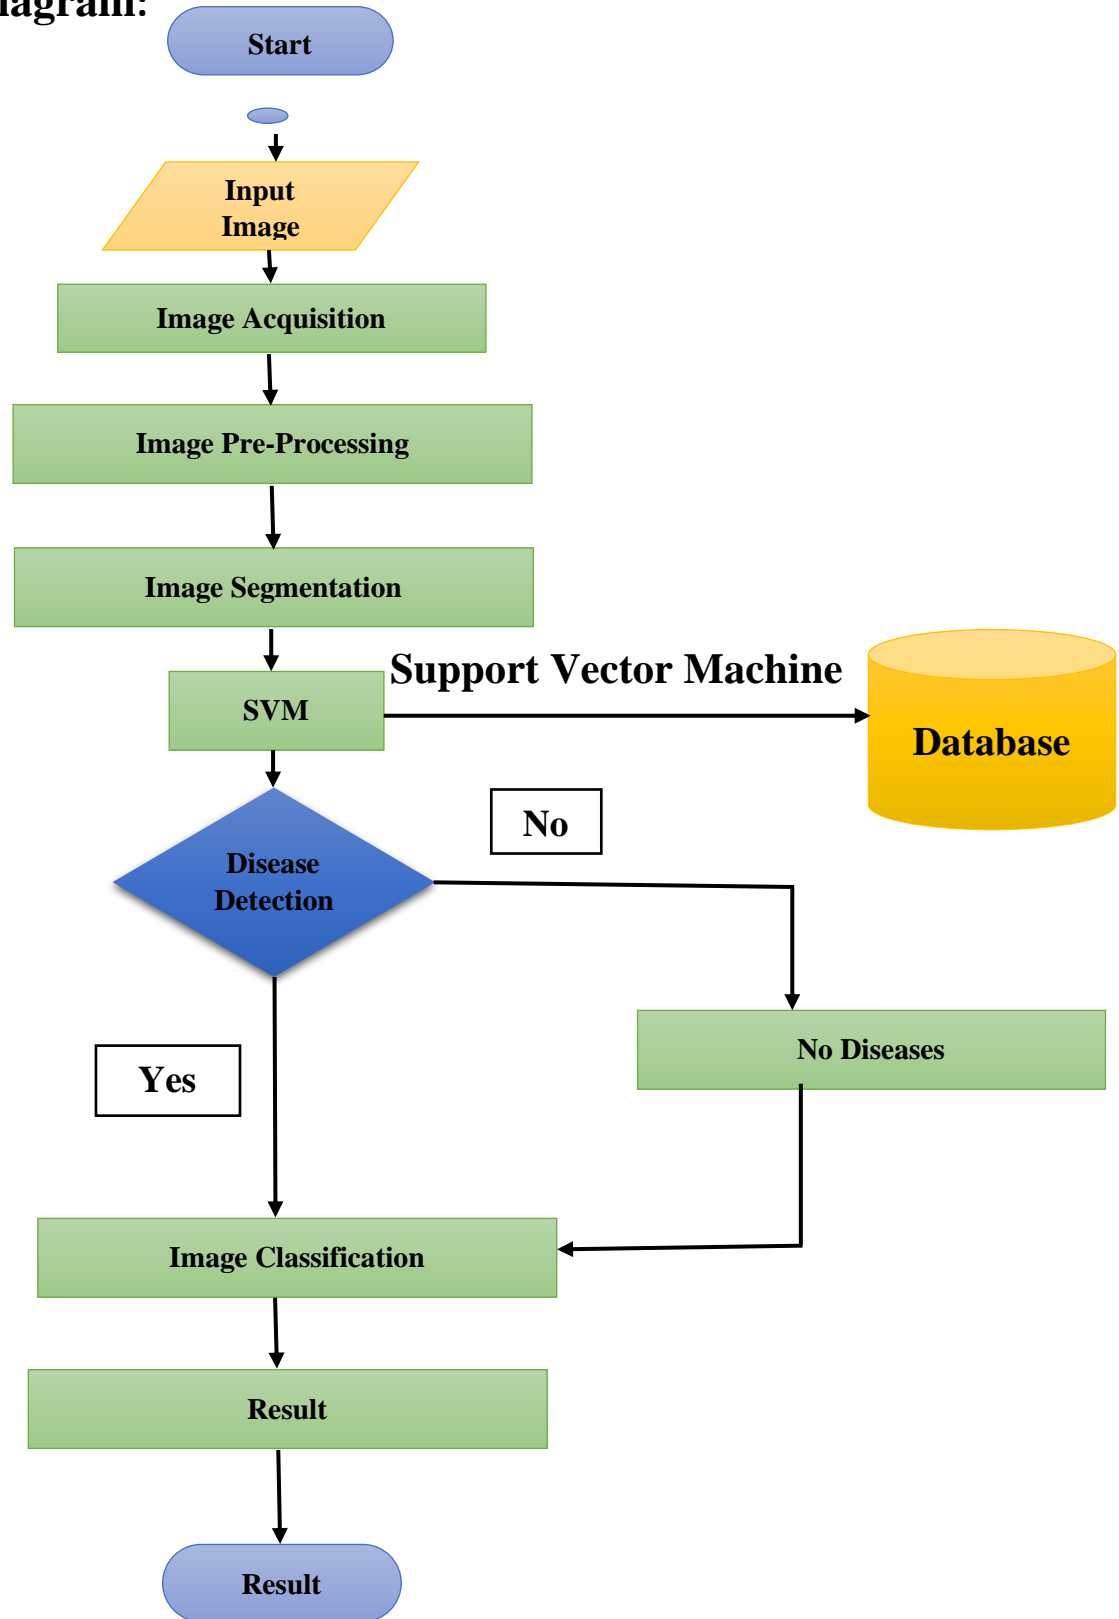 Start
Input
Image
Image Acquisition
Image Pre-Processing
Image Segmentation
Support Vector Machine
SVM
Database
No
Disease
Detection
No Diseases
Yes
Image Classification
Result
Result